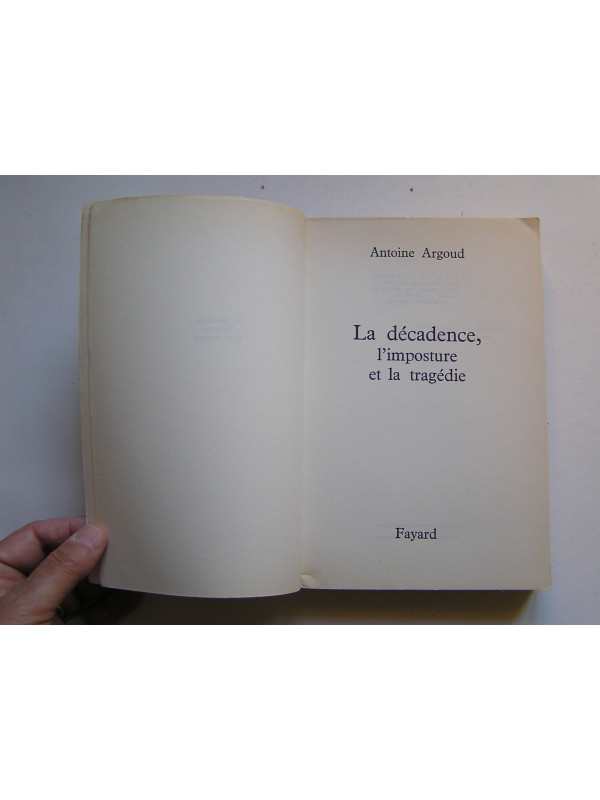 Antoine Argoud
La décadence,
l'imposture
et la tragédie
Fayard